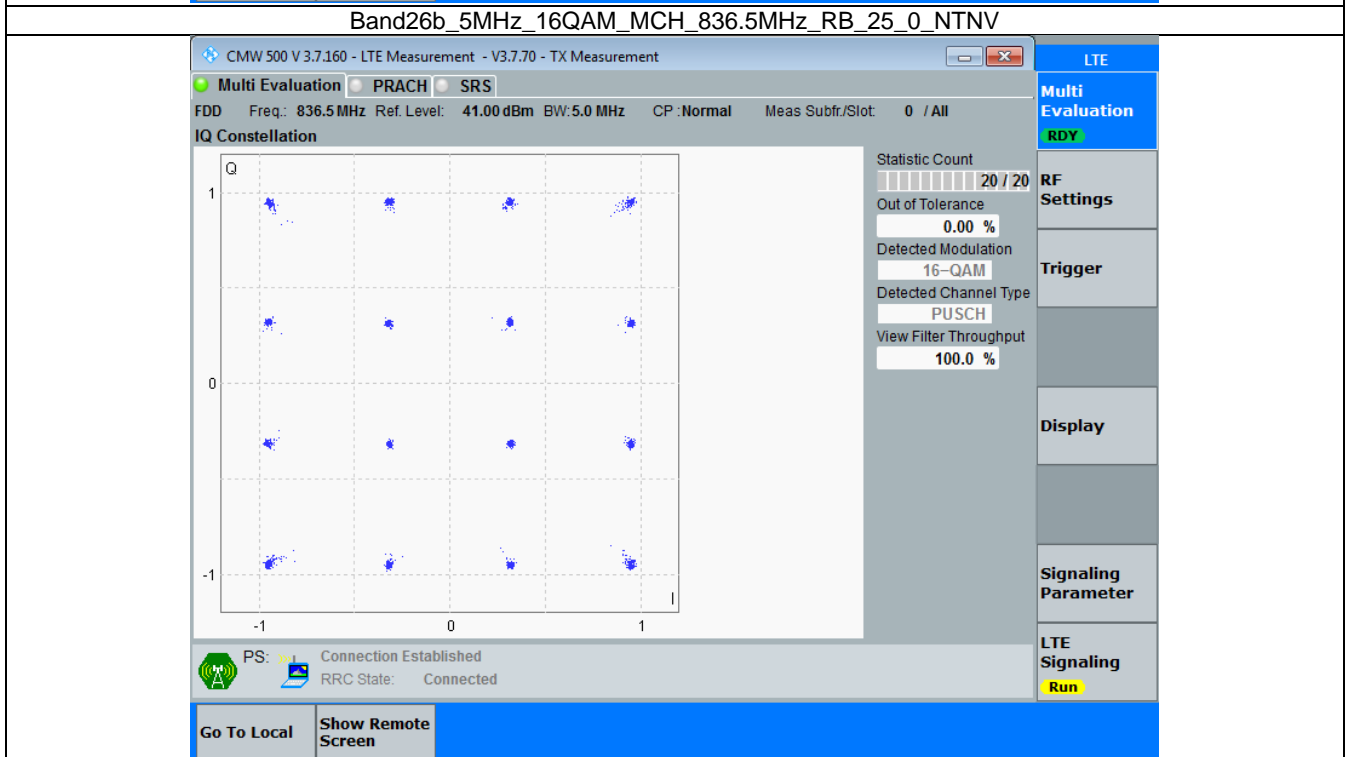 Band26b_5MHz_16QAM_MCH_836.5MHz_RB_25_0_NTNV
CMW 500 V 3.7.160 - LTE Measurement - V3.7.70 - TX Measurement
LTE
Multi Evaluation PRACH SRS
Multi
Evaluation
RDY
FDD Freq.: 836.5 MHz Ref. Level: 41.00 dBm BW: 5.0 MHz CP : Normal Meas Subfr./Slot: 0 / All
IQ Constellation
Q
1
0
-1
I
-1 0 1
Statistic Count
20 / 20
Out of Tolerance
0.00 %
Detected Modulation
16-QAM
Detected Channel Type
PUSCH
View Filter Throughput
100.0 %
RF
Settings
Trigger
Display
Signaling
Parameter
LTE
Signaling
Run
PS:
Connection Established
RRC State: Connected
Go To Local
Show Remote
Screen